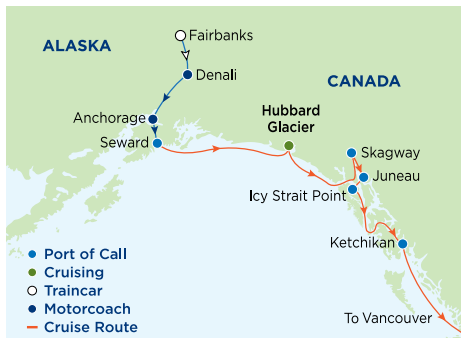 Fairbanks
ALASKA
Denali
CANADA
Hubbard
Glacier
Anchorage
Seward
Skagway
Juneau
Icy Strait Point
Ketchikan
Port of Call
Cruising
Traincar
Motorcoach
Cruise Route
To Vancouver